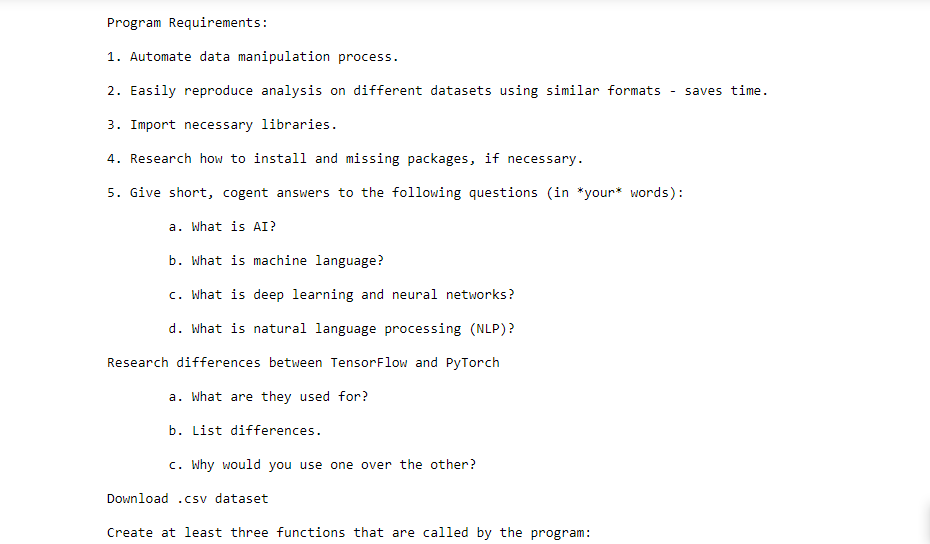 Program Requirements:
1. Automate data manipulation process.
2. Easily reproduce analysis on different datasets using similar formats - saves time.
3. Import necessary libraries.
4. Research how to install and missing packages, if necessary.
5. Give short, cogent answers to the following questions (in *your* words):
a. What is AI?
b. What is machine language?
c. What is deep learning and neural networks?
d. What is natural language processing (NLP)?
Research differences between TensorFlow and PyTorch
a. What are they used for?
b. List differences.
c. Why would you use one over the other?
Download .csv dataset
Create at least three functions that are called by the program: